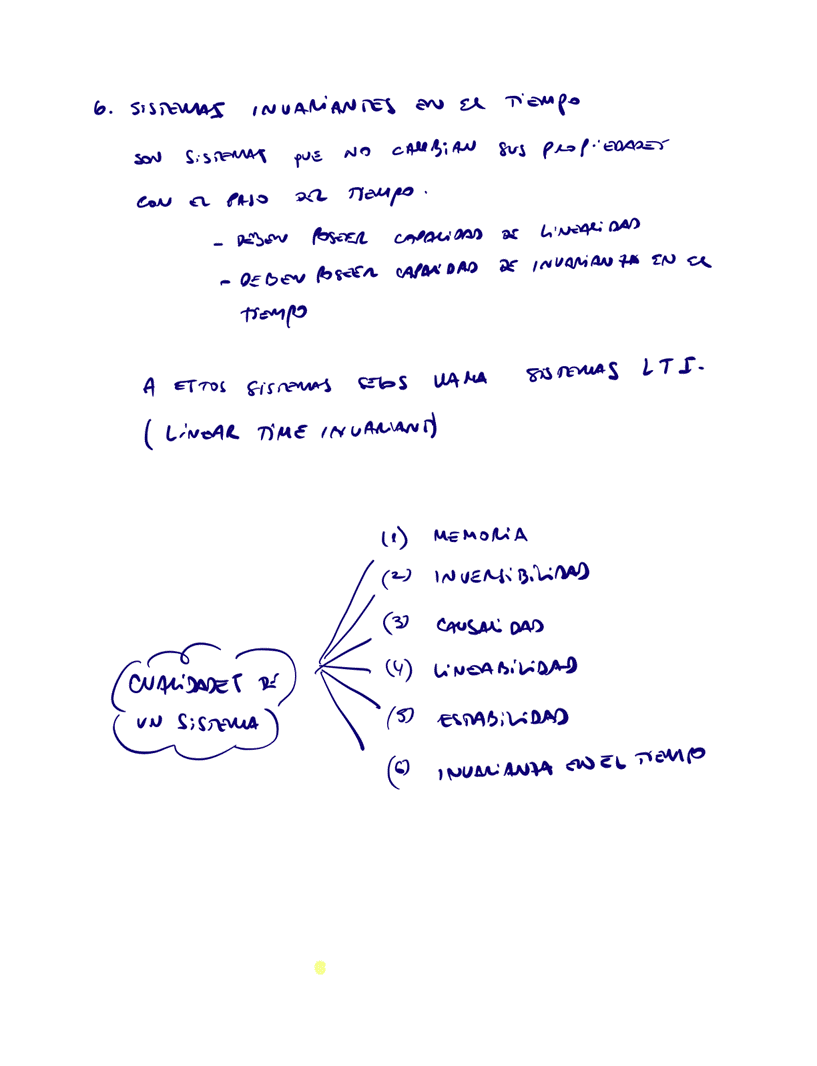 6. SISTEMAS INVARIANTES EN EL TIEMPO
SON SISTEMAS QUE NO CAMBIAN SUS PROPIEDADES
CON EL PASO DEL TIEMPO.
- DEBEN POSEER CAPACIDAD DE LINEALIDAD
- DEBEN POSEER CAPACIDAD DE INVARIANZA EN EL
TIEMPO
A ESTOS SISTEMAS SE LOS LLAMA SISTEMAS LTI.
(LINEAR TIME INVARIANT)
(1) MEMORIA
(2) INVERSIBILIDAD
(3) CAUSALIDAD
(4) LINEABILIDAD
CUALIDADES DE
UN SISTEMA
(5) ESTABILIDAD
(6) INVARIANZA EN EL TIEMPO